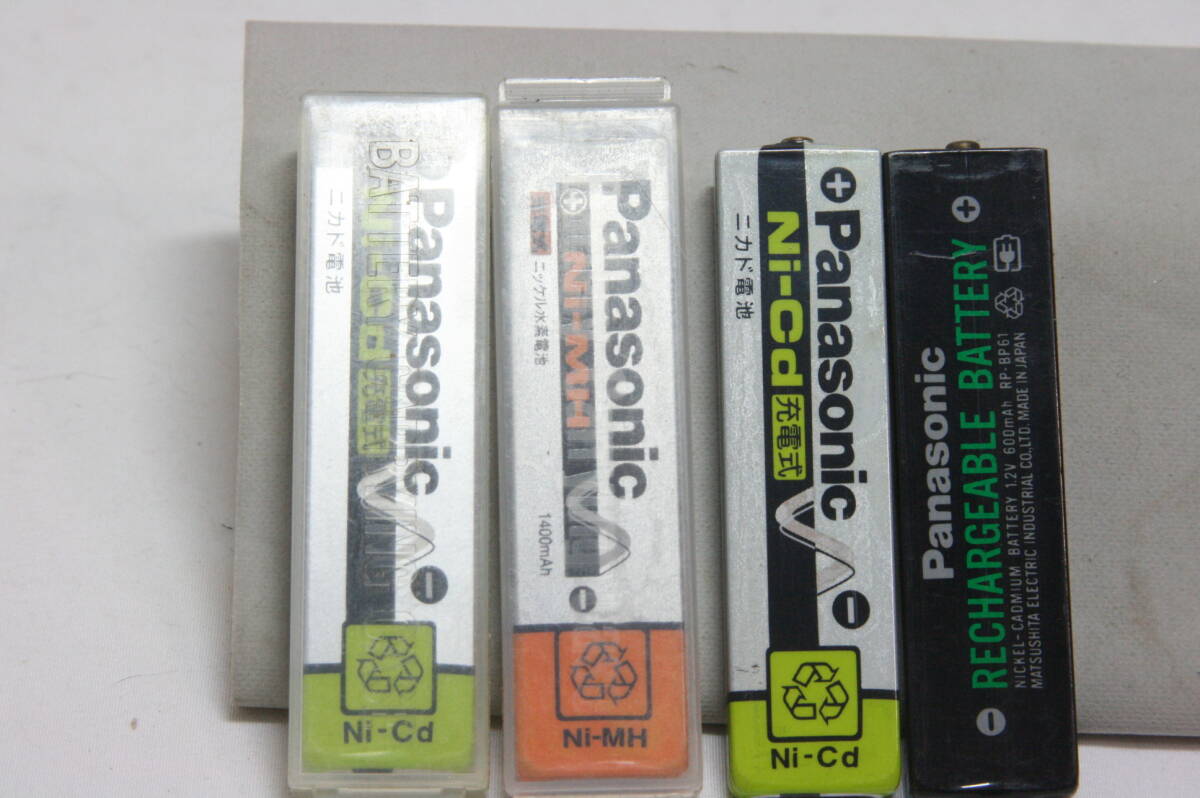 Panasonic
BATTE
Cd 充電式
ニカド電池
⊖
Ni-Cd
Panasonic
⊕ Ni-MH
ニッケル水素電池
1400mAh
⊖
Ni-MH
⊕ Panasonic ⊖
Ni-Cd 充電式
ニカド電池
Ni-Cd
Panasonic
⊖ RECHARGEABLE BATTERY ⊕
NICKEL-CADMIUM BATTERY 1.2V 600mAh RP-BP61
MATSUSHITA ELECTRIC INDUSTRIAL CO.,LTD. MADE IN JAPAN